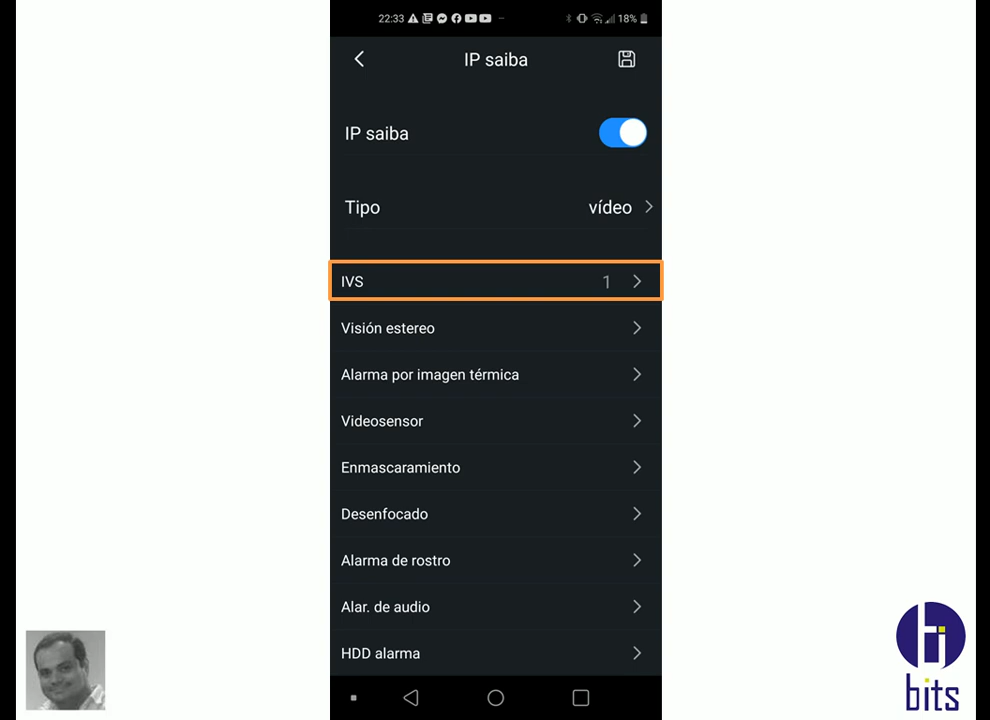 22:33 18%
IP saiba
IP saiba
Tipo vídeo
IVS 1
Visión estereo
Alarma por imagen térmica
Videosensor
Enmascaramiento
Desenfocado
Alarma de rostro
Alar. de audio
HDD alarma
bits